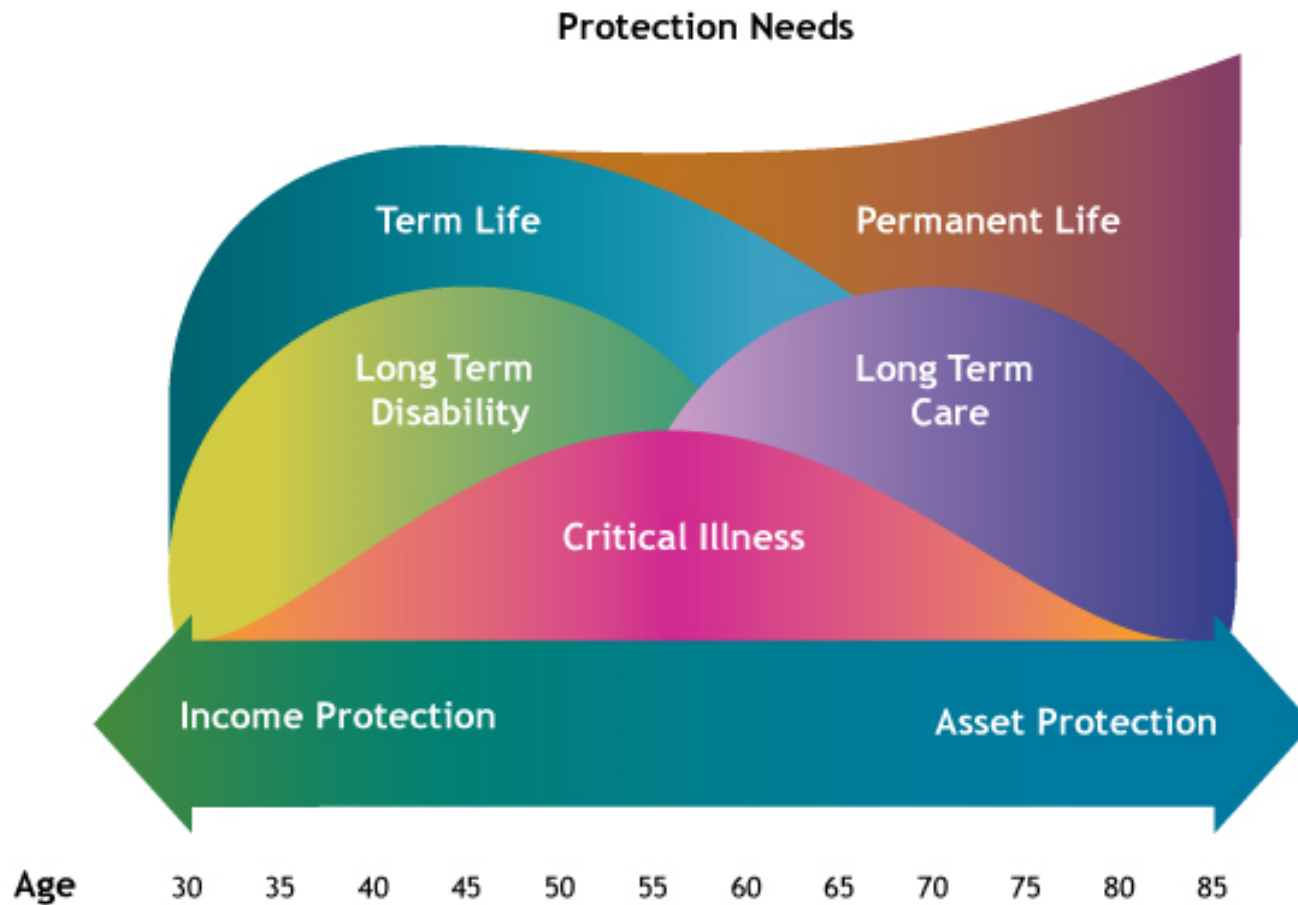 Protection Needs
Term Life
Permanent Life
Long Term
Disability
Long Term
Care
Critical Illness
Income Protection
Asset Protection
Age 30 35 40 45 50 55 60 65 70 75 80 85